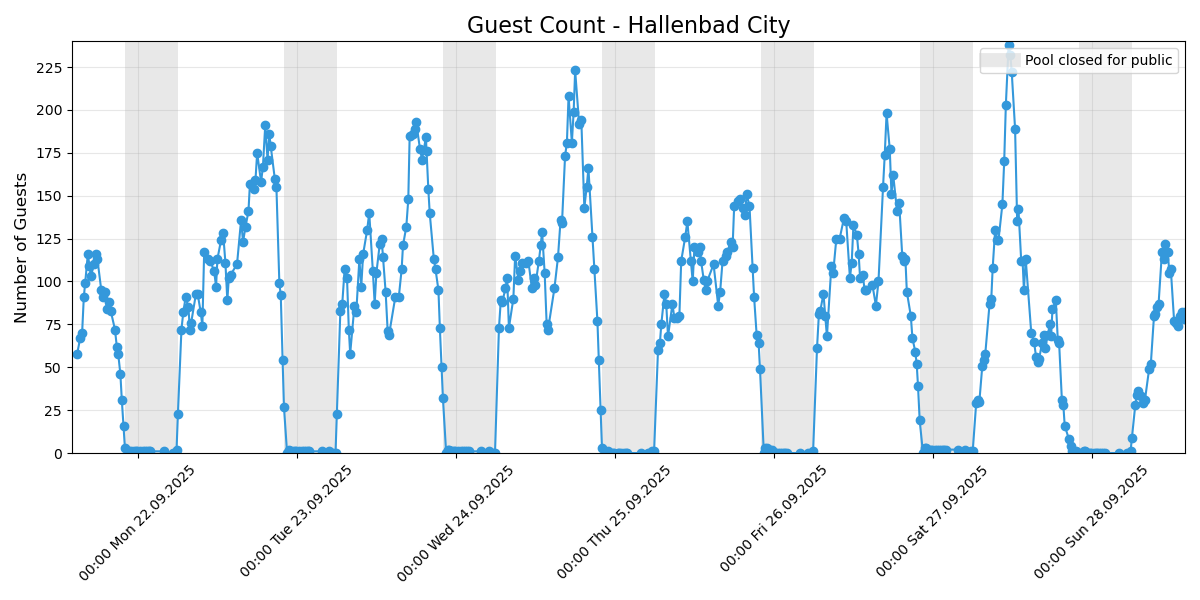 Guest Count - Hallenbad City
Pool closed for public
Number of Guests
225
200
175
150
125
100
75
50
25
0
00:00 Mon 22.09.2025
00:00 Tue 23.09.2025
00:00 Wed 24.09.2025
00:00 Thu 25.09.2025
00:00 Fri 26.09.2025
00:00 Sat 27.09.2025
00:00 Sun 28.09.2025